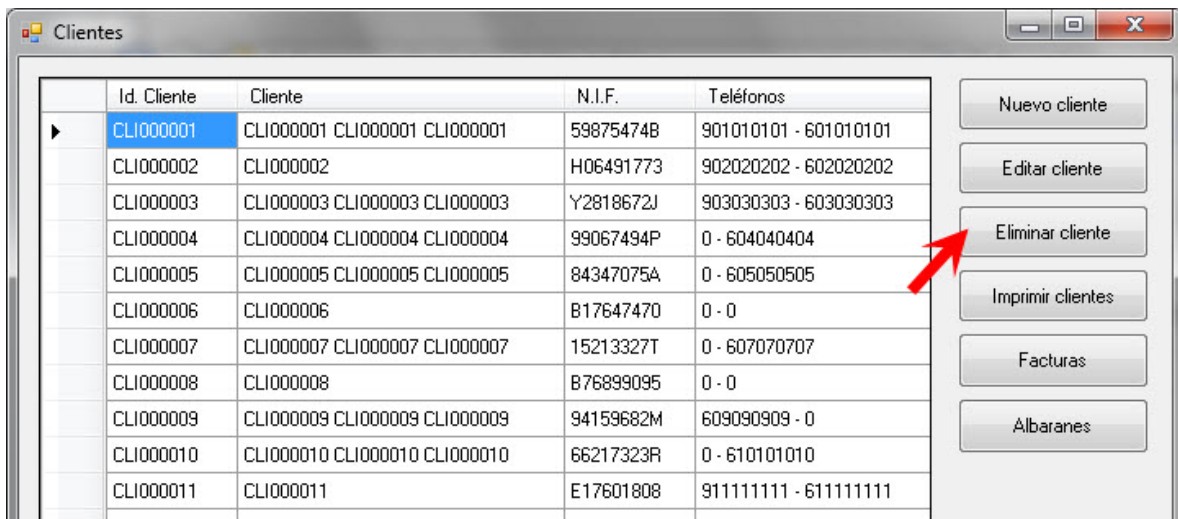 Clientes
Id. Cliente Cliente N.I.F. Teléfonos
CLI000001 CLI000001 CLI000001 CLI000001 59875474B 901010101 - 601010101
CLI000002 CLI000002 H06491773 902020202 - 602020202
CLI000003 CLI000003 CLI000003 CLI000003 Y2818672J 903030303 - 603030303
CLI000004 CLI000004 CLI000004 CLI000004 99067494P 0 - 604040404
CLI000005 CLI000005 CLI000005 CLI000005 84347075A 0 - 605050505
CLI000006 CLI000006 B17647470 0 - 0
CLI000007 CLI000007 CLI000007 CLI000007 15213327T 0 - 607070707
CLI000008 CLI000008 B76899095 0 - 0
CLI000009 CLI000009 CLI000009 CLI000009 94159682M 609090909 - 0
CLI000010 CLI000010 CLI000010 CLI000010 66217323R 0 - 610101010
CLI000011 CLI000011 E17601808 911111111 - 611111111
Nuevo cliente
Editar cliente
Eliminar cliente
Imprimir clientes
Facturas
Albaranes